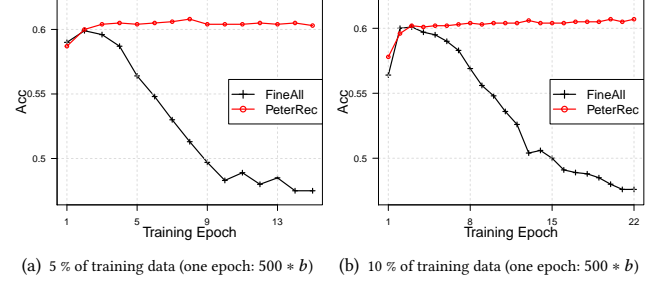 0.6
0.55
0.5
Acc
FineAll
PeterRec
1
5
9
13
Training Epoch
(a) 5 % of training data (one epoch: 500 ∗ b)
0.6
0.55
0.5
Acc
FineAll
PeterRec
1
8
15
22
Training Epoch
(b) 10 % of training data (one epoch: 500 ∗ b)